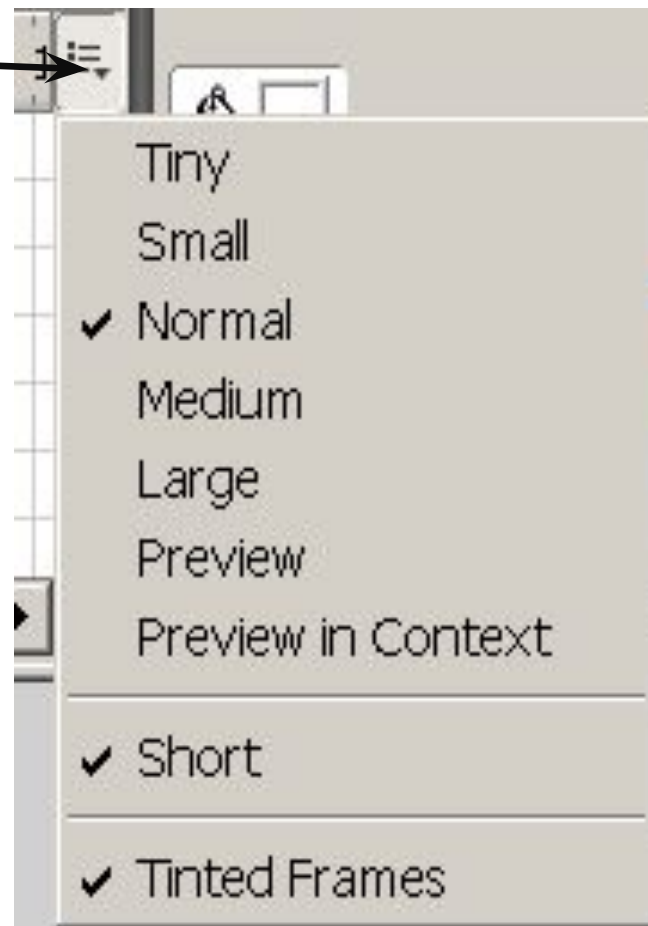 Tiny
Small
Normal
Medium
Large
Preview
Preview in Context
Short
Tinted Frames